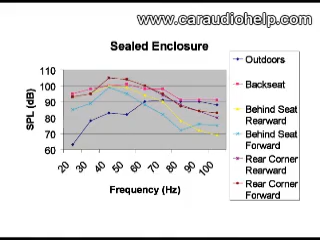 www.caraudiohelp.com
Sealed Enclosure
SPL (dB)
110
100
90
80
70
60
20
30
40
50
60
70
80
90
100
Frequency (Hz)
Outdoors
Backseat
Behind Seat
Rearward
Behind Seat
Forward
Rear Corner
Rearward
Rear Corner
Forward